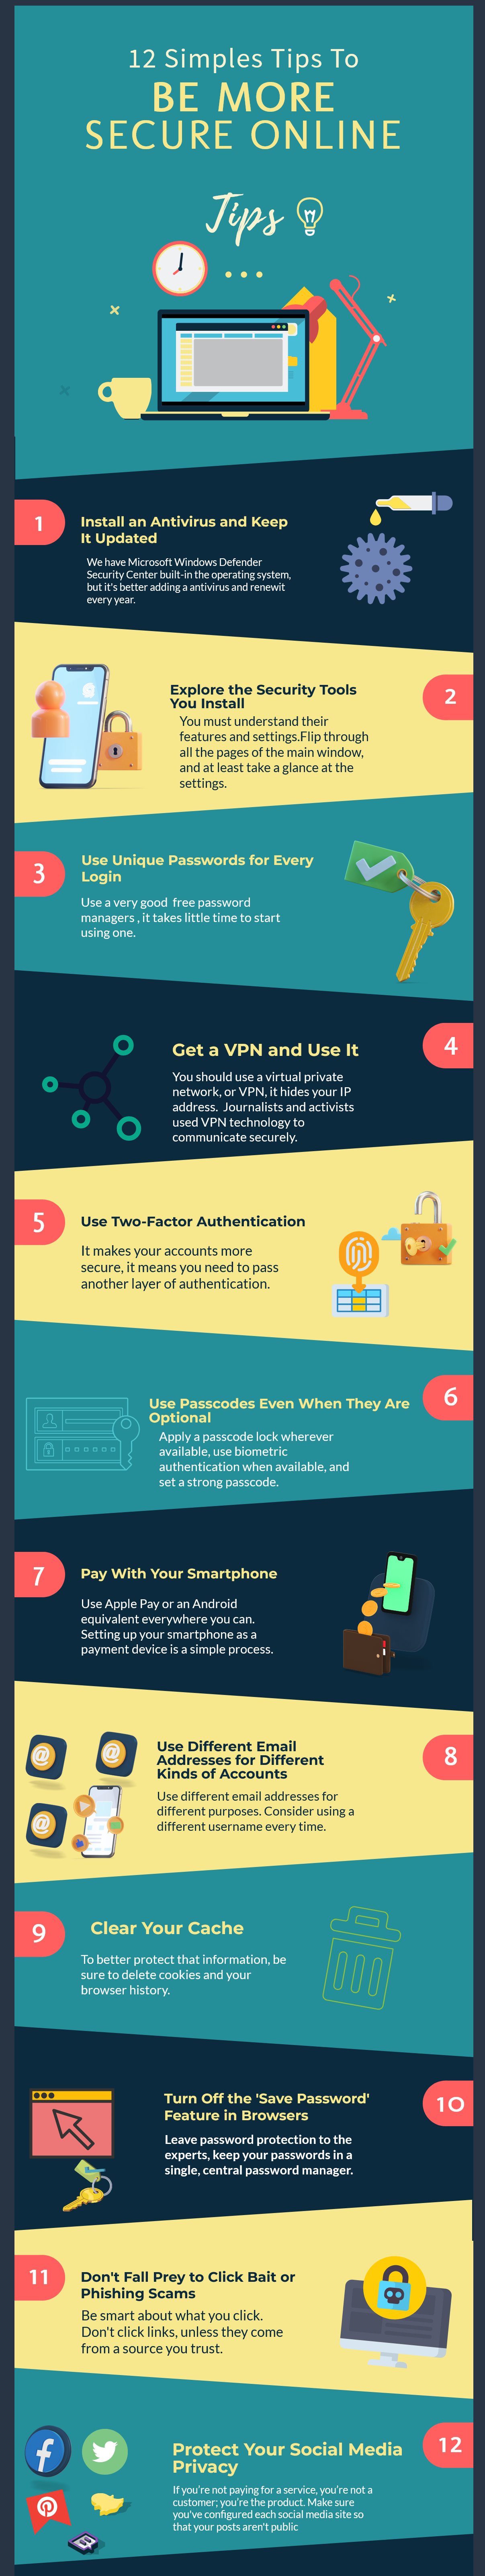 12 Simples Tips To
BE MORE
SECURE ONLINE
Tips
1
Install an Antivirus and Keep
It Updated
We have Microsoft Windows Defender
Security Center built-in the operating system,
but it's better adding a antivirus and renewit
every year.
2
Explore the Security Tools
You Install
You must understand their
features and settings.Flip through
all the pages of the main window,
and at least take a glance at the
settings.
3
Use Unique Passwords for Every
Login
Use a very good  free password
managers , it takes little time to start
using one.
4
Get a VPN and Use It
You should use a virtual private
network, or VPN, it hides your IP
address.  Journalists and activists
used VPN technology to
communicate securely.
5
Use Two-Factor Authentication
It makes your accounts more
secure, it means you need to pass
another layer of authentication.
6
Use Passcodes Even When They Are
Optional
Apply a passcode lock wherever
available, use biometric
authentication when available, and
set a strong passcode.
7
Pay With Your Smartphone
Use Apple Pay or an Android
equivalent everywhere you can.
Setting up your smartphone as a
payment device is a simple process.
8
Use Different Email
Addresses for Different
Kinds of Accounts
Use different email addresses for
different purposes. Consider using a
different username every time.
9
Clear Your Cache
To better protect that information, be
sure to delete cookies and your
browser history.
10
Turn Off the 'Save Password'
Feature in Browsers
Leave password protection to the
experts, keep your passwords in a
single, central password manager.
11
Don't Fall Prey to Click Bait or
Phishing Scams
Be smart about what you click.
Don't click links, unless they come
from a source you trust.
12
Protect Your Social Media
Privacy
If you're not paying for a service, you're not a
customer; you're the product. Make sure
you've configured each social media site so
that your posts aren't public